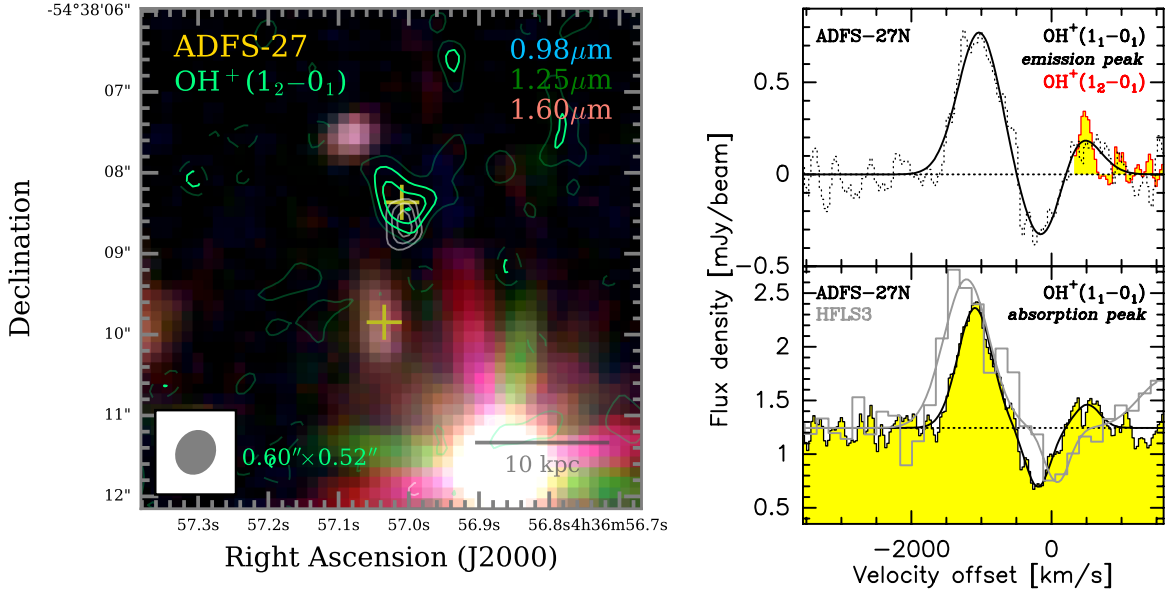 -54°38'06"
07"
08"
09"
10"
11"
12"
Declination
ADFS-27
OH⁺(1₂−0₁)
0.98μm
1.25μm
1.60μm
0.60″×0.52″
10 kpc
57.3s
57.2s
57.1s
57.0s
56.9s
56.8s
4h36m56.7s
Right Ascension (J2000)
Flux density [mJy/beam]
ADFS-27N
OH⁺(1₁−0₁)
emission peak
OH⁺(1₂−0₁)
0.5
0
−0.5
ADFS-27N
HFLS3
OH⁺(1₁−0₁)
absorption peak
2.5
2
1.5
1
0.5
−2000
0
Velocity offset [km/s]